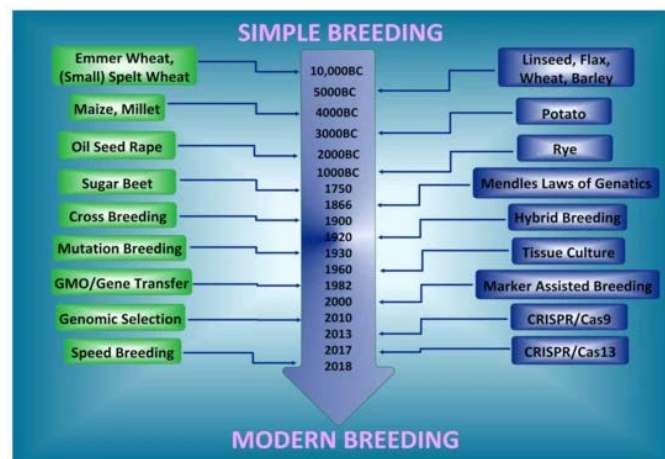 SIMPLE BREEDING
Emmer Wheat,
(Small) Spelt Wheat
Maize, Millet
Oil Seed Rape
Sugar Beet
Cross Breeding
Mutation Breeding
GMO/Gene Transfer
Genomic Selection
Speed Breeding
10,000BC
5000BC
4000BC
3000BC
2000BC
1000BC
1750
1866
1900
1920
1930
1960
1982
2000
2010
2013
2017
2018
Linseed, Flax,
Wheat, Barley
Potato
Rye
Mendles Laws of Genatics
Hybrid Breeding
Tissue Culture
Marker Assisted Breeding
CRISPR/Cas9
CRISPR/Cas13
MODERN BREEDING